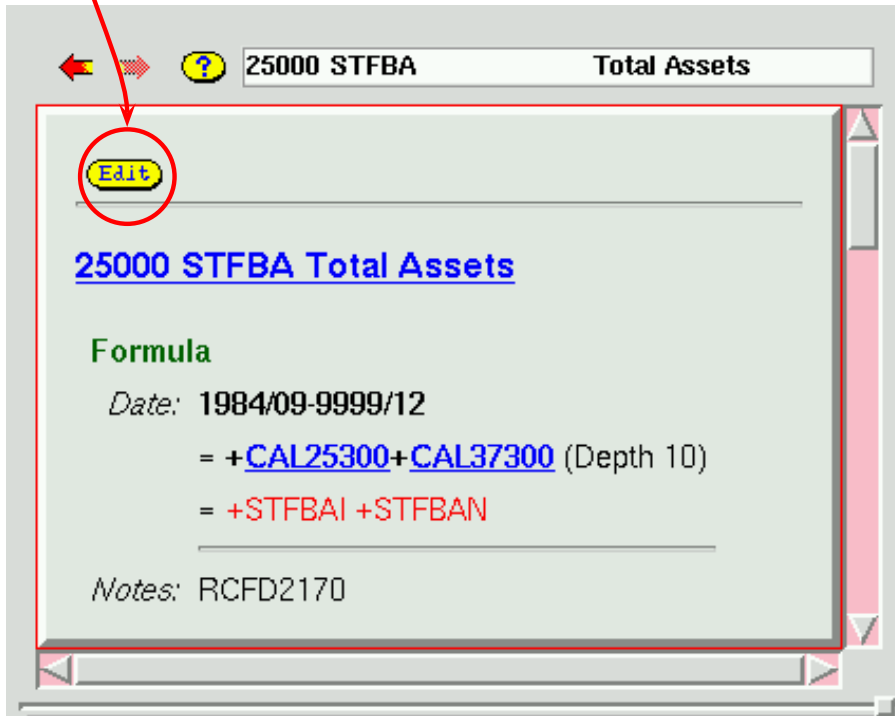 ? 25000 STFBA Total Assets
Edit
25000 STFBA Total Assets
Formula
Date: 1984/09-9999/12
= +CAL25300+CAL37300 (Depth 10)
= +STFBAI +STFBAN
Notes: RCFD2170